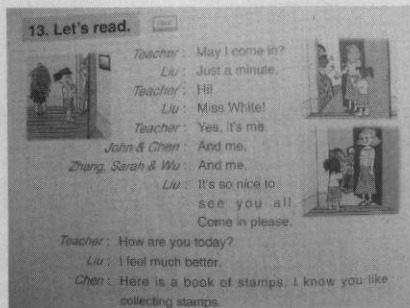 13. Let's read.
Teacher: May I come in?
Liu: Just a minute.
Teacher: Hi!
Liu: Miss White!
Teacher: Yes, it's me.
John & Chen: And me.
Zhang, Sarah & Wu: And me.
Liu: It's so nice to
see you all.
Come in please.
Teacher: How are you today?
Liu: I feel much better.
Chen: Here is a book of stamps. I know you like
collecting stamps.